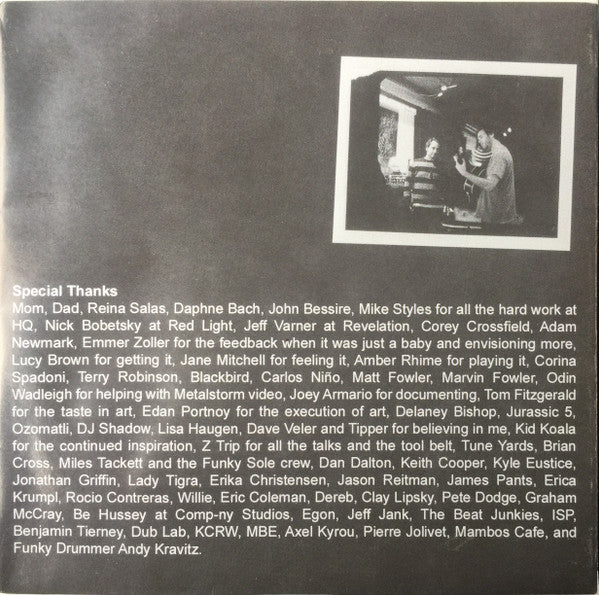 Special Thanks
Mom, Dad, Reina Salas, Daphne Bach, John Bessire, Mike Styles for all the hard work at
HQ, Nick Bobetsky at Red Light, Jeff Varner at Revelation, Corey Crossfield, Adam
Newmark, Emmer Zoller for the feedback when it was just a baby and envisioning more,
Lucy Brown for getting it, Jane Mitchell for feeling it, Amber Rhime for playing it, Corina
Spadoni, Terry Robinson, Blackbird, Carlos Niño, Matt Fowler, Marvin Fowler, Odin
Wadleigh for helping with Metalstorm video, Joey Armario for documenting, Tom Fitzgerald
for the taste in art, Edan Portnoy for the execution of art, Delaney Bishop, Jurassic 5,
Ozomatli, DJ Shadow, Lisa Haugen, Dave Veler and Tipper for believing in me, Kid Koala
for the continued inspiration, Z Trip for all the talks and the tool belt, Tune Yards, Brian
Cross, Miles Tackett and the Funky Sole crew, Dan Dalton, Keith Cooper, Kyle Eustice,
Jonathan Griffin, Lady Tigra, Erika Christensen, Jason Reitman, James Pants, Erica
Krumpl, Rocio Contreras, Willie, Eric Coleman, Dereb, Clay Lipsky, Pete Dodge, Graham
McCray, Be Hussey at Comp-ny Studios, Egon, Jeff Jank, The Beat Junkies, ISP,
Benjamin Tierney, Dub Lab, KCRW, MBE, Axel Kyrou, Pierre Jolivet, Mambos Cafe, and
Funky Drummer Andy Kravitz.